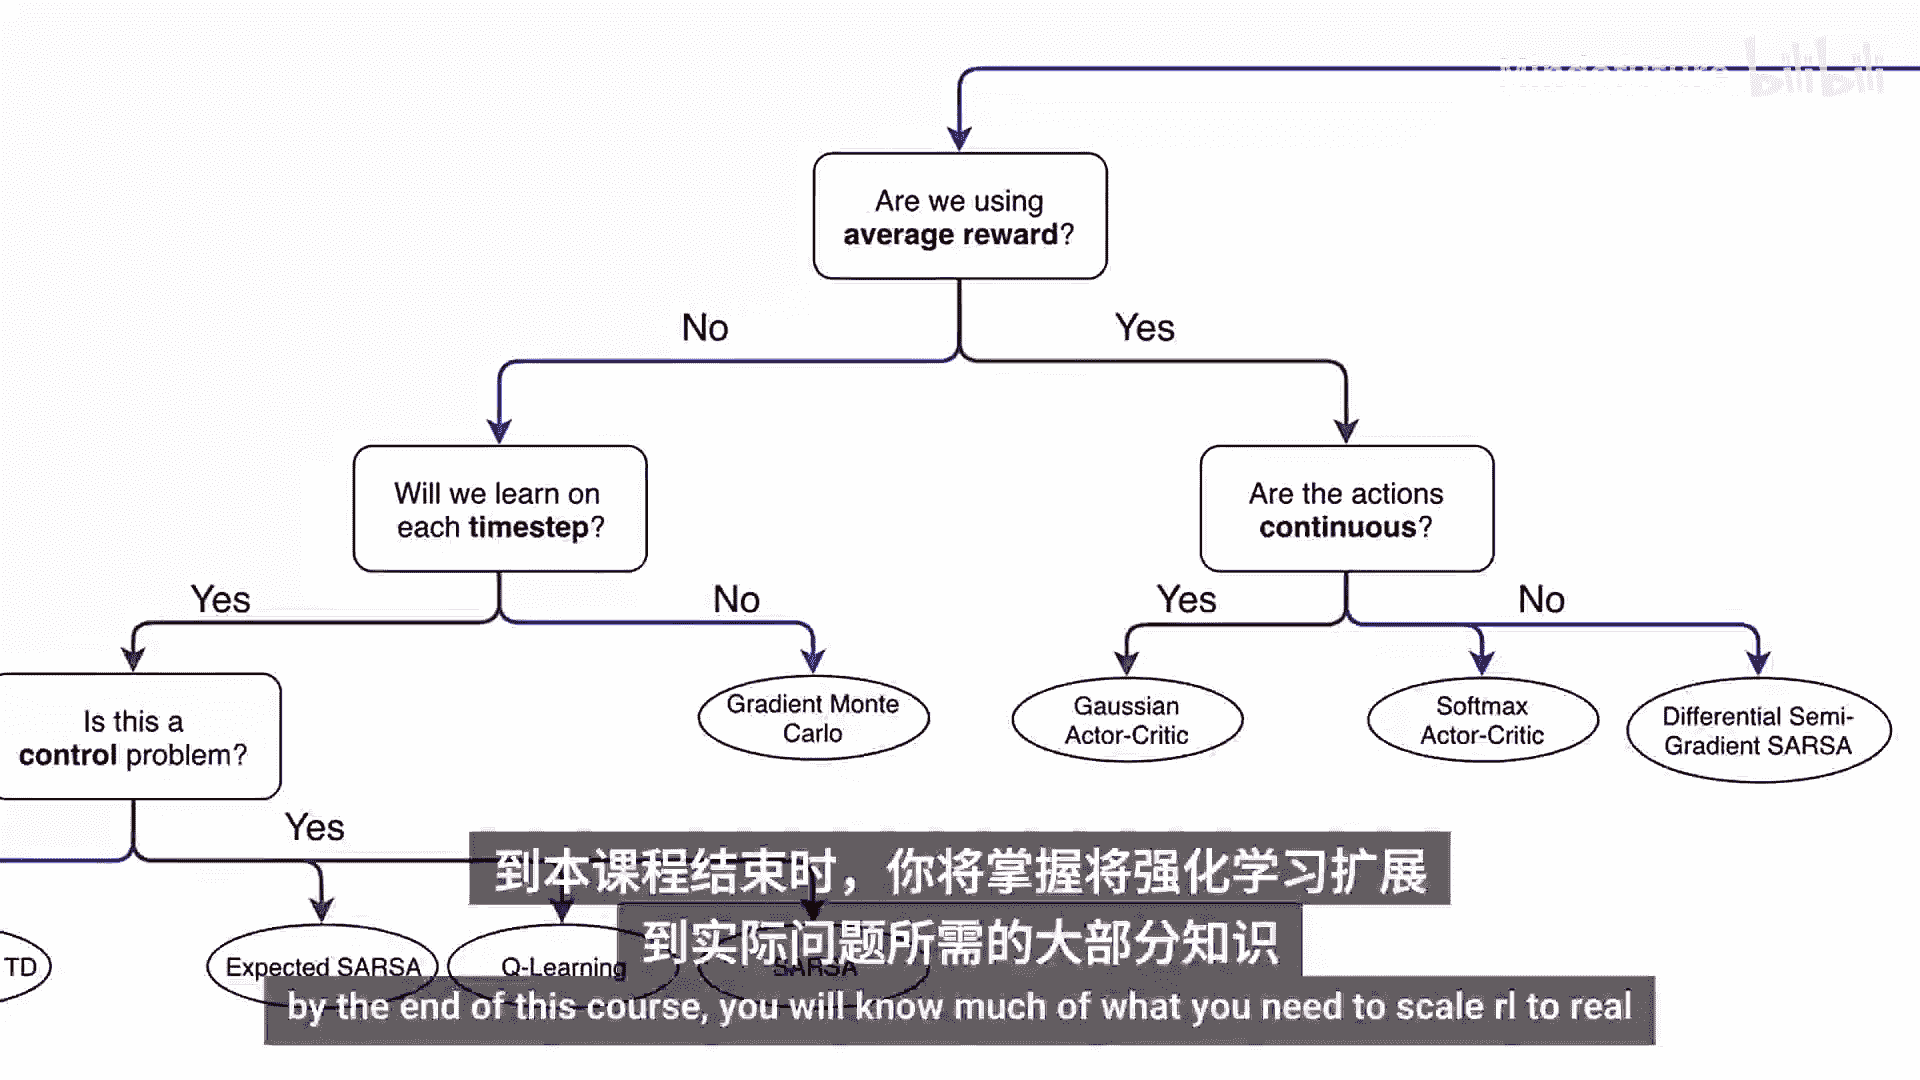 bilibili
Are we using
average reward?
No
Yes
Will we learn on
each timestep?
Are the actions
continuous?
Yes
No
Yes
No
Is this a
control problem?
Gradient Monte
Carlo
Gaussian
Actor-Critic
Softmax
Actor-Critic
Differential Semi-
Gradient SARSA
Yes
TD
Expected SARSA
Q-Learning
SARSA
到本课程结束时，你将掌握将强化学习扩展
到实际问题所需的大部分知识
by the end of this course, you will know much of what you need to scale rl to real